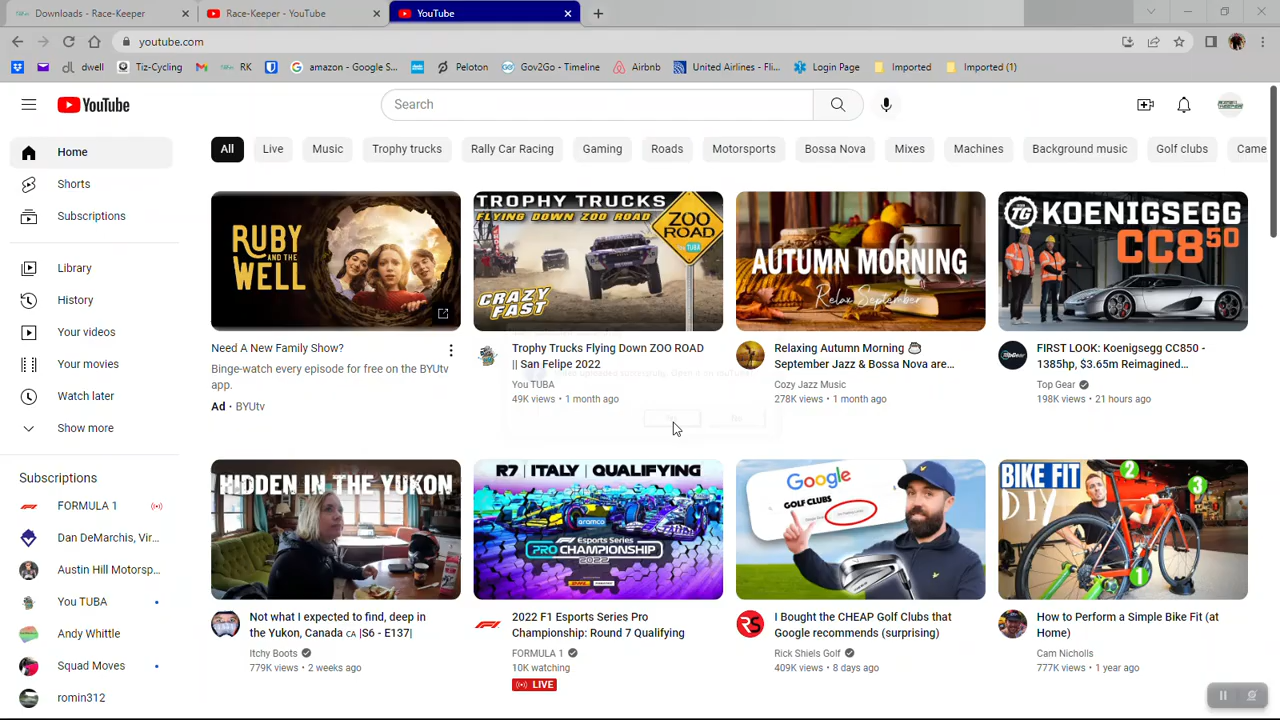 Downloads - Race-Keeper
Race-Keeper - YouTube
YouTube
youtube.com
dwell
Tiz-Cycling
RK
amazon - Google S...
Peloton
Gov2Go - Timeline
Airbnb
United Airlines - Fli...
Login Page
Imported
Imported (1)
YouTube
Search
Home
Shorts
Subscriptions
Library
History
Your videos
Your movies
Watch later
Show more
Subscriptions
FORMULA 1
Dan DeMarchis, Vir...
Austin Hill Motorsp...
You TUBA
Andy Whittle
Squad Moves
romin312
All
Live
Music
Trophy trucks
Rally Car Racing
Gaming
Roads
Motorsports
Bossa Nova
Mixes
Machines
Background music
Golf clubs
Came
RUBY
AND THE
WELL
Need A New Family Show?
Binge-watch every episode for free on the BYUtv
app.
Ad · BYUtv
TROPHY TRUCKS
FLYING DOWN ZOO ROAD
ZOO
ROAD
TUBA
CRAZY
FAST
Trophy Trucks Flying Down ZOO ROAD
|| San Felipe 2022
You TUBA
49K views · 1 month ago
AUTUMN MORNING
Relax September
Relaxing Autumn Morning ☕
September Jazz & Bossa Nova are...
Cozy Jazz Music
278K views · 1 month ago
TG
KOENIGSEGG
CC850
FIRST LOOK: Koenigsegg CC850 -
1385hp, $3.65m Reimagined...
Top Gear
198K views · 21 hours ago
HIDDEN IN THE YUKON
Not what I expected to find, deep in
the Yukon, Canada CA |S6 - E137|
Itchy Boots
779K views · 2 weeks ago
R7 | ITALY | QUALIFYING
aramco
Esports Series
PRO CHAMPIONSHIP
2022
2022 F1 Esports Series Pro
Championship: Round 7 Qualifying
FORMULA 1
10K watching
LIVE
Google
GOLF CLUBS
RS
I Bought the CHEAP Golf Clubs that
Google recommends (surprising)
Rick Shiels Golf
409K views · 8 days ago
BIKE FIT
DIY
2
3
1
How to Perform a Simple Bike Fit (at
Home)
Cam Nicholls
777K views · 1 year ago